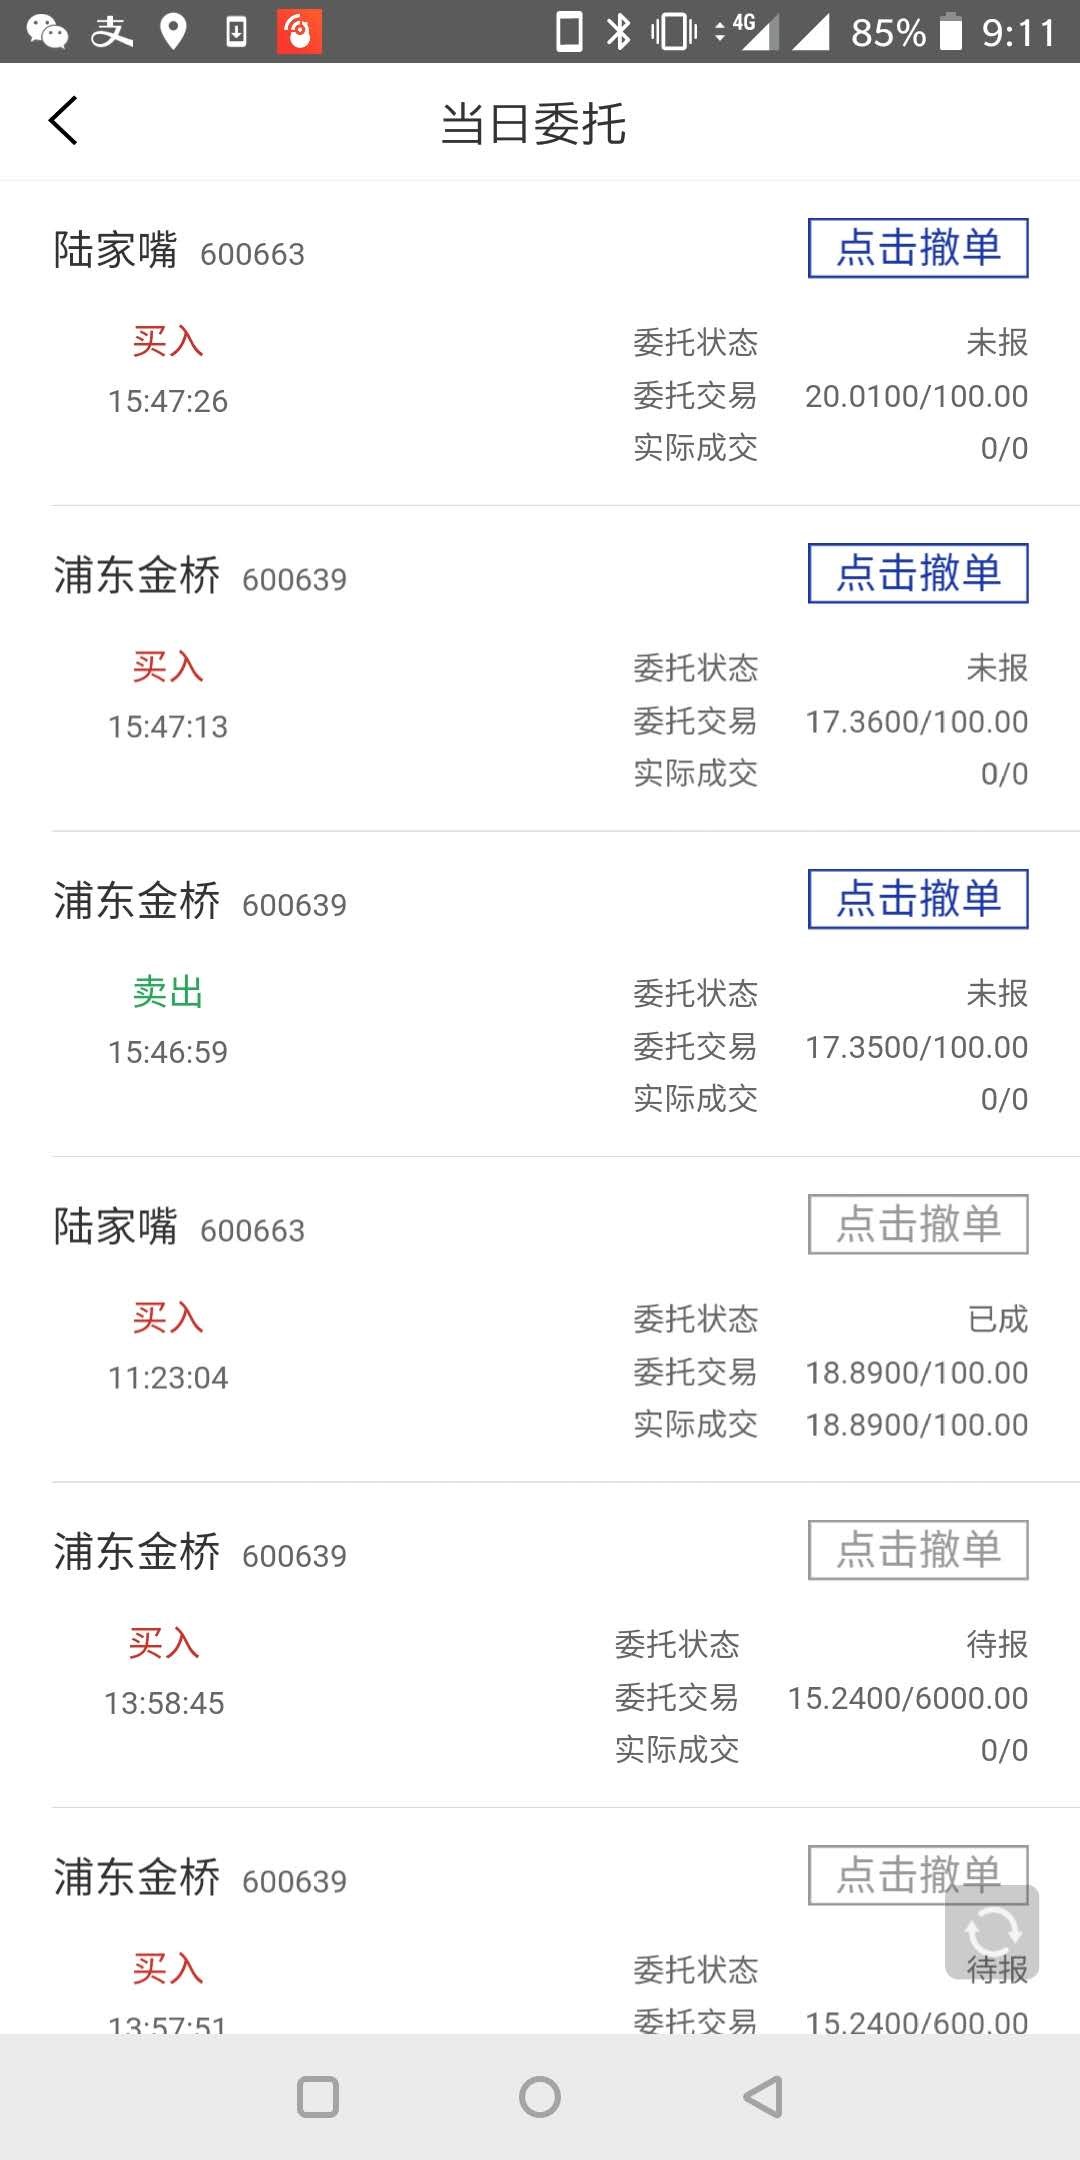 4G 85% 9:11
当日委托
陆家嘴 600663 点击撤单
买入 委托状态 未报
15:47:26 委托交易 20.0100/100.00
实际成交 0/0
浦东金桥 600639 点击撤单
买入 委托状态 未报
15:47:13 委托交易 17.3600/100.00
实际成交 0/0
浦东金桥 600639 点击撤单
卖出 委托状态 未报
15:46:59 委托交易 17.3500/100.00
实际成交 0/0
陆家嘴 600663 点击撤单
买入 委托状态 已成
11:23:04 委托交易 18.8900/100.00
实际成交 18.8900/100.00
浦东金桥 600639 点击撤单
买入 委托状态 待报
13:58:45 委托交易 15.2400/6000.00
实际成交 0/0
浦东金桥 600639 点击撤单
买入 委托状态 待报
13:57:51 委托交易 15.2400/600.00